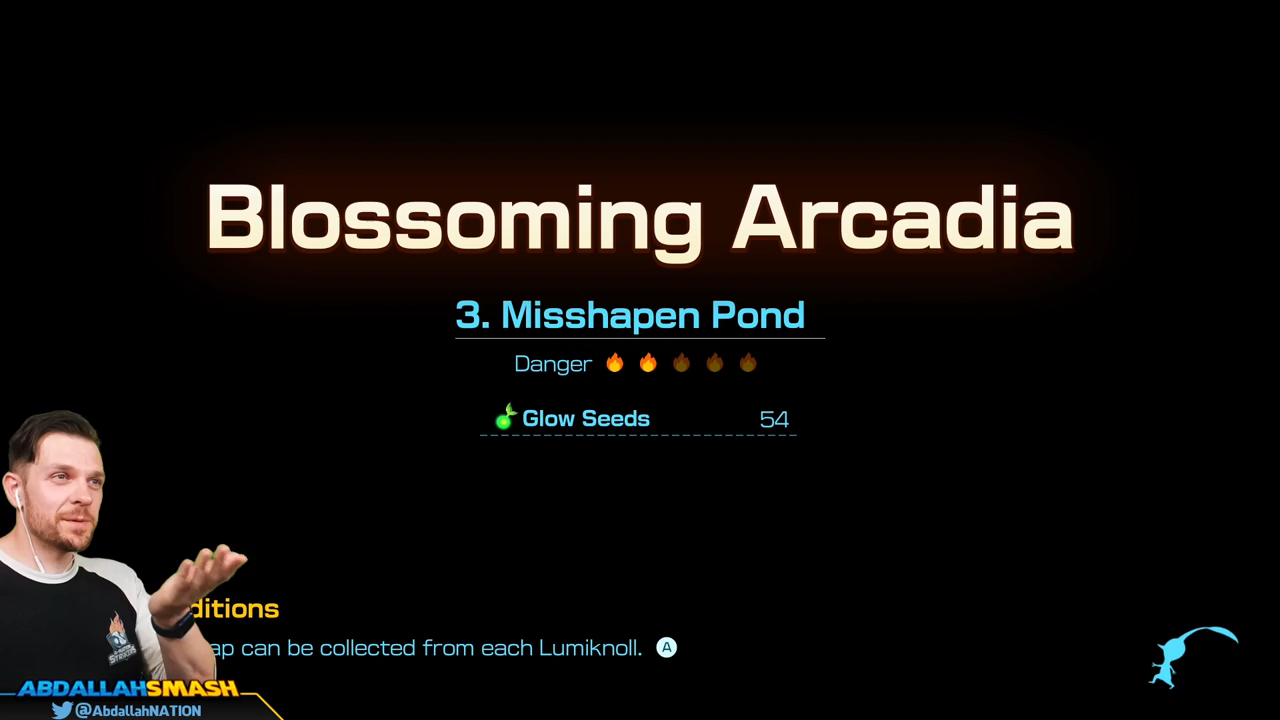 Blossoming Arcadia
3. Misshapen Pond
Danger
Glow Seeds 54
ditions
ap can be collected from each Lumiknoll. A
ABDALLAHSMASH
@AbdallahNATION